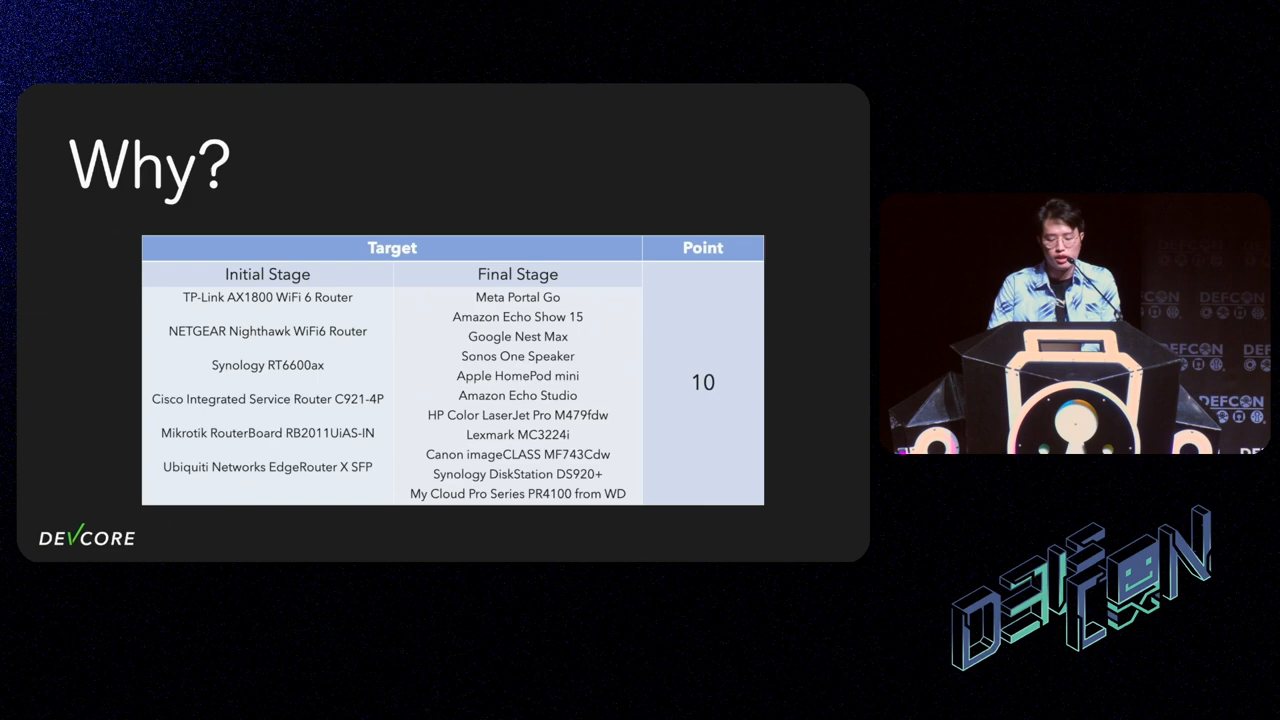 Why?
Target
Point
Initial Stage
Final Stage
TP-Link AX1800 WiFi 6 Router
NETGEAR Nighthawk WiFi6 Router
Synology RT6600ax
Cisco Integrated Service Router C921-4P
Mikrotik RouterBoard RB2011UiAS-IN
Ubiquiti Networks EdgeRouter X SFP
Meta Portal Go
Amazon Echo Show 15
Google Nest Max
Sonos One Speaker
Apple HomePod mini
Amazon Echo Studio
HP Color LaserJet Pro M479fdw
Lexmark MC3224i
Canon imageCLASS MF743Cdw
Synology DiskStation DS920+
My Cloud Pro Series PR4100 from WD
10
DEVCORE
DEFCON
DEFCON
DEFCON
DEFCON